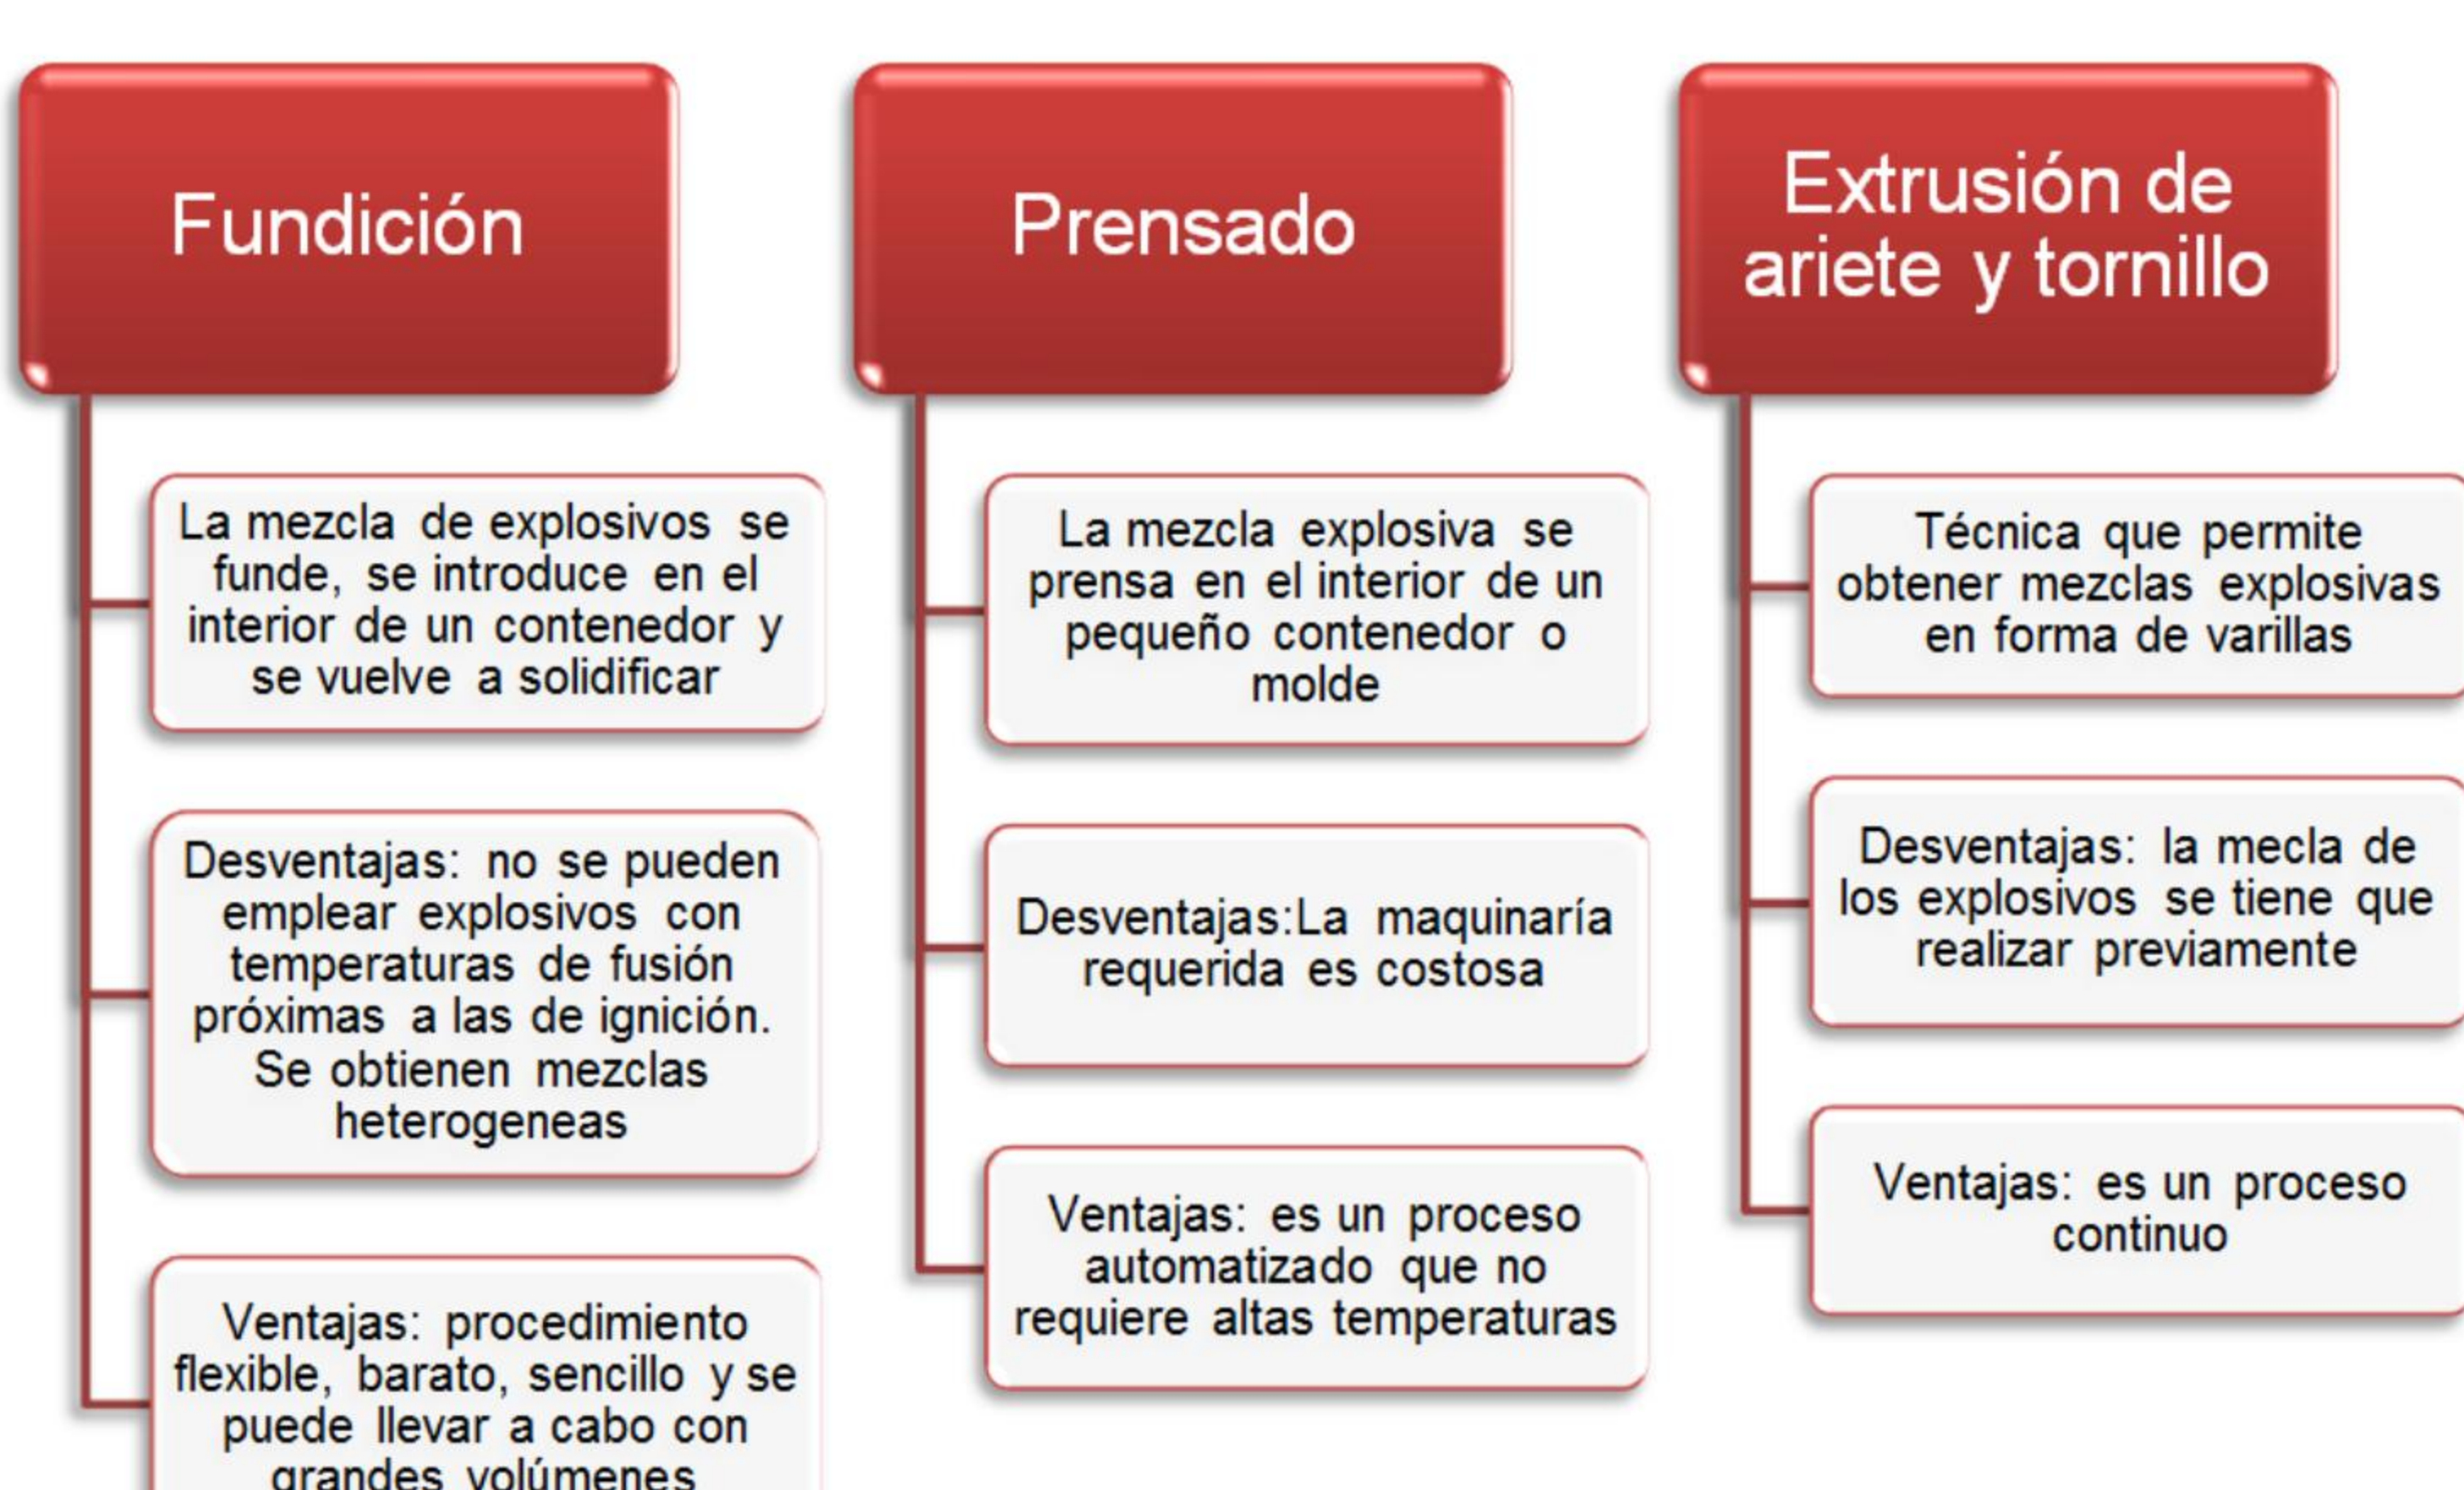 Fundición
La mezcla de explosivos se
funde, se introduce en el
interior de un contenedor y
se vuelve a solidificar
Desventajas: no se pueden
emplear explosivos con
temperaturas de fusión
próximas a las de ignición.
Se obtienen mezclas
heterogeneas
Ventajas: procedimiento
flexible, barato, sencillo y se
puede llevar a cabo con
grandes volúmenes
Prensado
La mezcla explosiva se
prensa en el interior de un
pequeño contenedor o
molde
Desventajas:La maquinaría
requerida es costosa
Ventajas: es un proceso
automatizado que no
requiere altas temperaturas
Extrusión de
ariete y tornillo
Técnica que permite
obtener mezclas explosivas
en forma de varillas
Desventajas: la mecla de
los explosivos se tiene que
realizar previamente
Ventajas: es un proceso
continuo